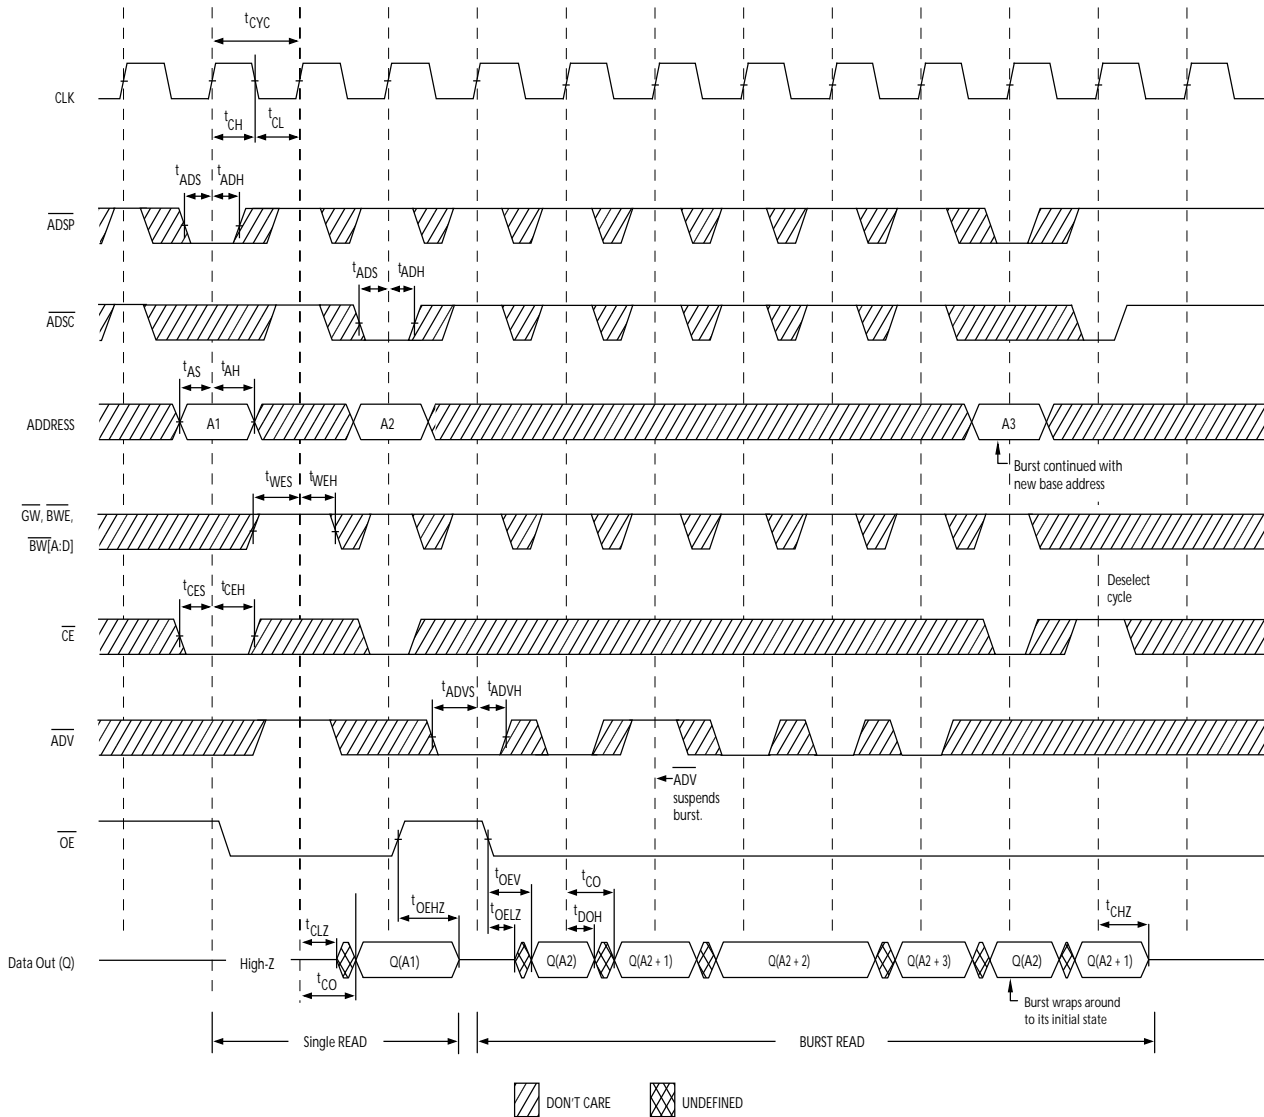 tCYC
CLK
tCH
tCL
tADS
tADH
ADSP
tADS
tADH
ADSC
tAS
tAH
ADDRESS
A1
A2
A3
Burst continued with
new base address
tWES
tWEH
GW, BWE,
BW[A:D]
Deselect
cycle
tCES
tCEH
CE
tADVS
tADVH
ADV
ADV
suspends
burst.
OE
tOEV
tCO
tOEHZ
tOELZ
tDOH
tCHZ
tCLZ
Data Out (Q)
High-Z
Q(A1)
Q(A2)
Q(A2 + 1)
Q(A2 + 2)
Q(A2 + 3)
Q(A2)
Q(A2 + 1)
tCO
Burst wraps around
to its initial state
Single READ
BURST READ
DON'T CARE
UNDEFINED